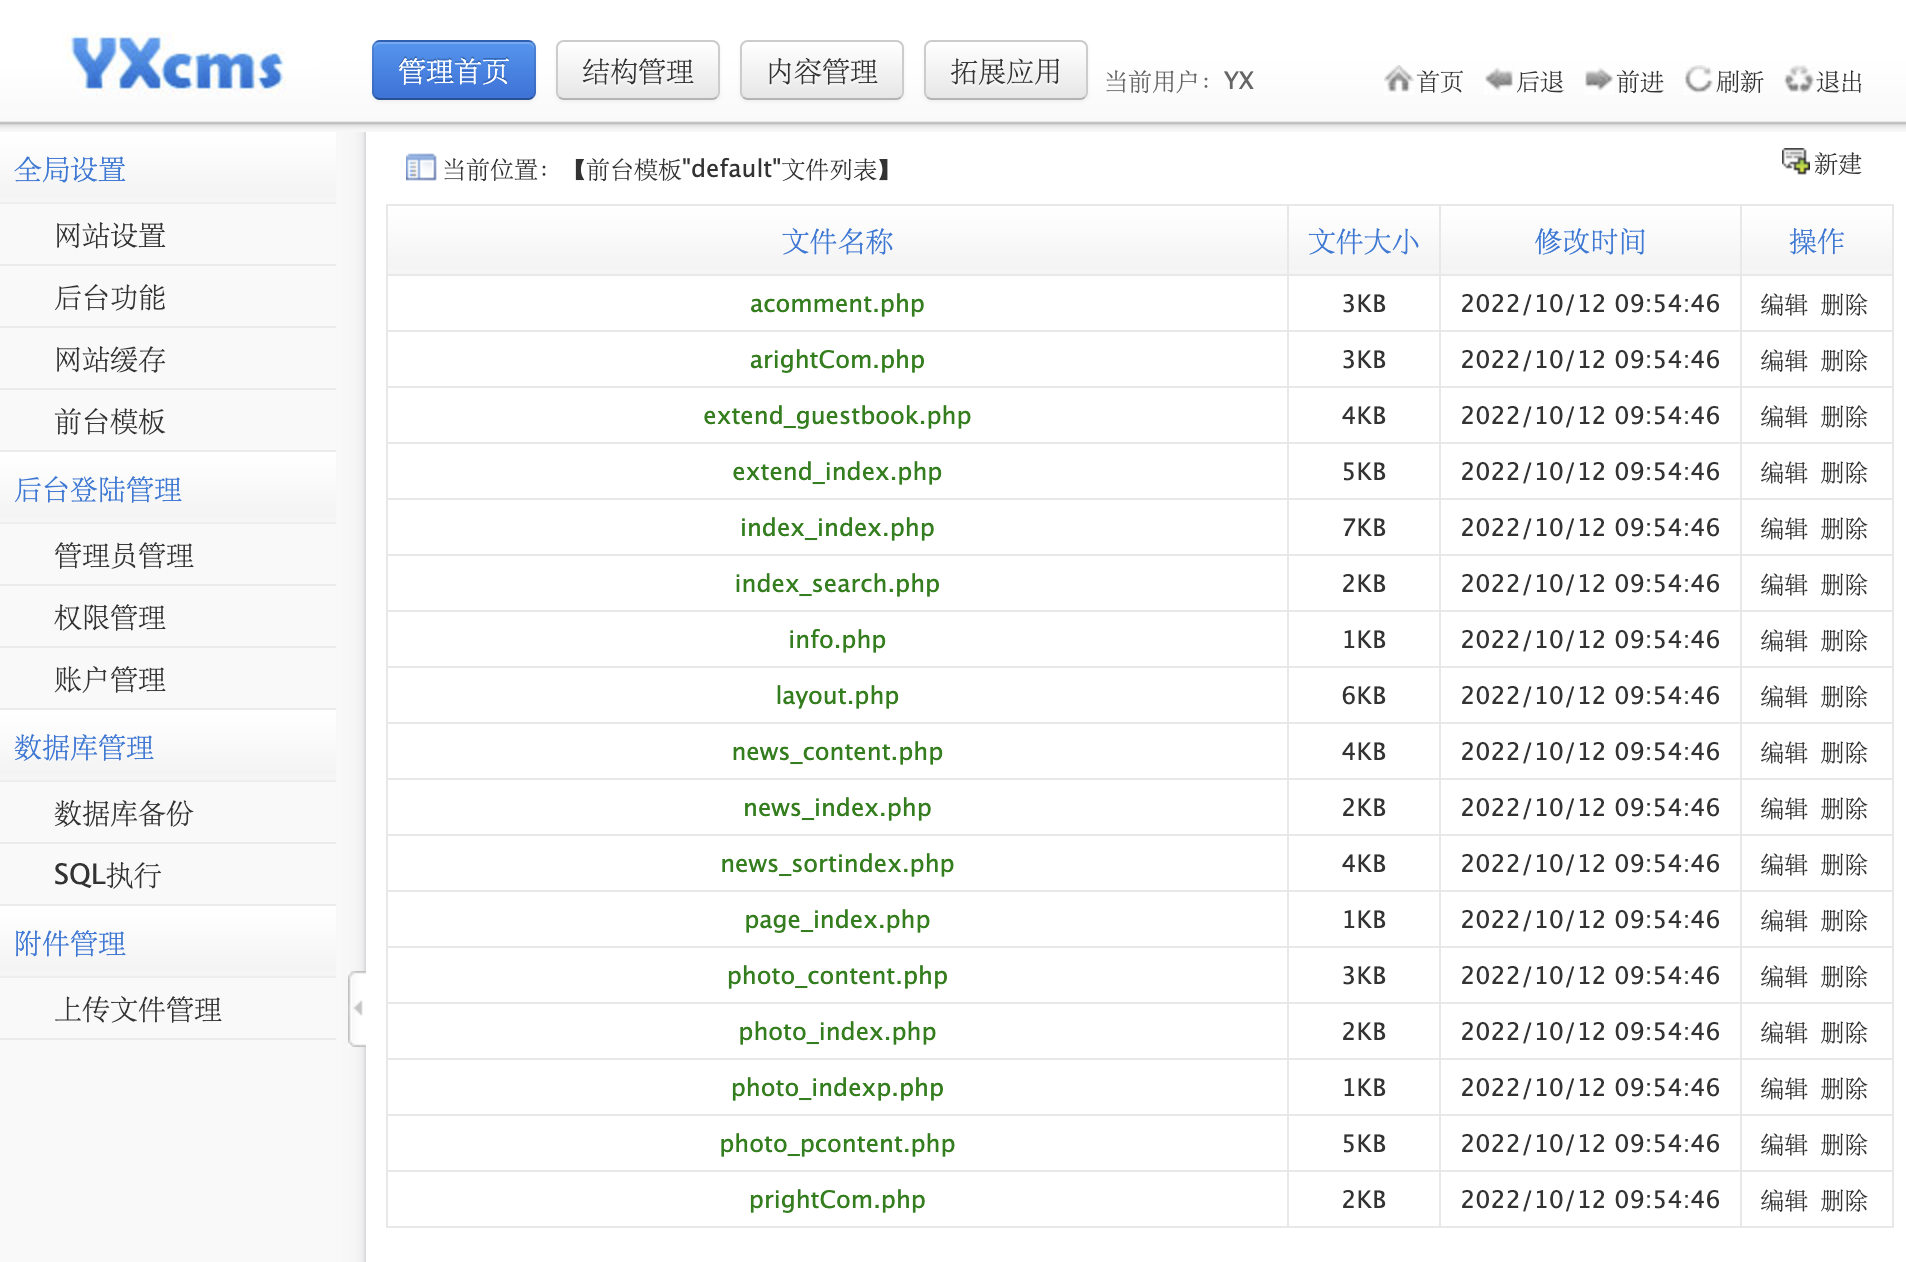 YXcms
管理首页 结构管理 内容管理 拓展应用 当前用户：YX 首页 后退 前进 刷新 退出
全局设置
网站设置
后台功能
网站缓存
前台模板
后台登陆管理
管理员管理
权限管理
账户管理
数据库管理
数据库备份
SQL执行
附件管理
上传文件管理
当前位置：【前台模板"default"文件列表】 新建
文件名称 文件大小 修改时间 操作
acomment.php 3KB 2022/10/12 09:54:46 编辑 删除
arightCom.php 3KB 2022/10/12 09:54:46 编辑 删除
extend_guestbook.php 4KB 2022/10/12 09:54:46 编辑 删除
extend_index.php 5KB 2022/10/12 09:54:46 编辑 删除
index_index.php 7KB 2022/10/12 09:54:46 编辑 删除
index_search.php 2KB 2022/10/12 09:54:46 编辑 删除
info.php 1KB 2022/10/12 09:54:46 编辑 删除
layout.php 6KB 2022/10/12 09:54:46 编辑 删除
news_content.php 4KB 2022/10/12 09:54:46 编辑 删除
news_index.php 2KB 2022/10/12 09:54:46 编辑 删除
news_sortindex.php 4KB 2022/10/12 09:54:46 编辑 删除
page_index.php 1KB 2022/10/12 09:54:46 编辑 删除
photo_content.php 3KB 2022/10/12 09:54:46 编辑 删除
photo_index.php 2KB 2022/10/12 09:54:46 编辑 删除
photo_indexp.php 1KB 2022/10/12 09:54:46 编辑 删除
photo_pcontent.php 5KB 2022/10/12 09:54:46 编辑 删除
prightCom.php 2KB 2022/10/12 09:54:46 编辑 删除